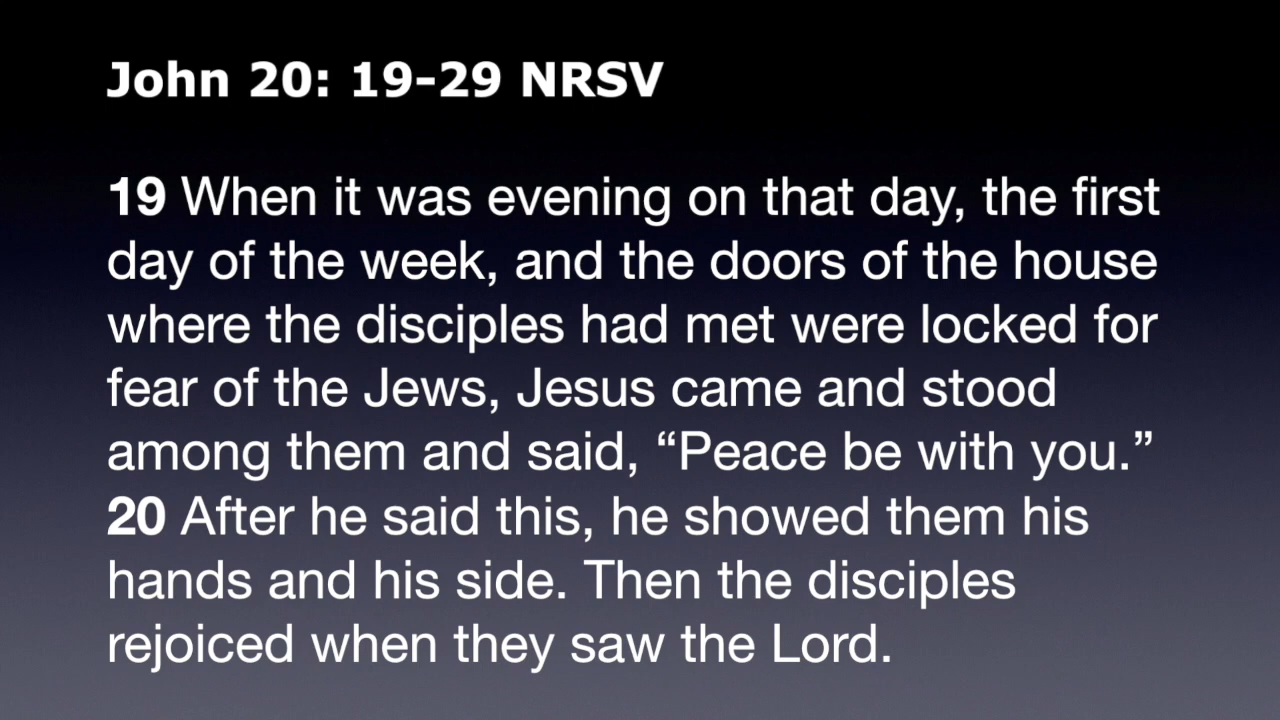 John 20: 19-29 NRSV
19 When it was evening on that day, the first
day of the week, and the doors of the house
where the disciples had met were locked for
fear of the Jews, Jesus came and stood
among them and said, “Peace be with you.”
20 After he said this, he showed them his
hands and his side. Then the disciples
rejoiced when they saw the Lord.